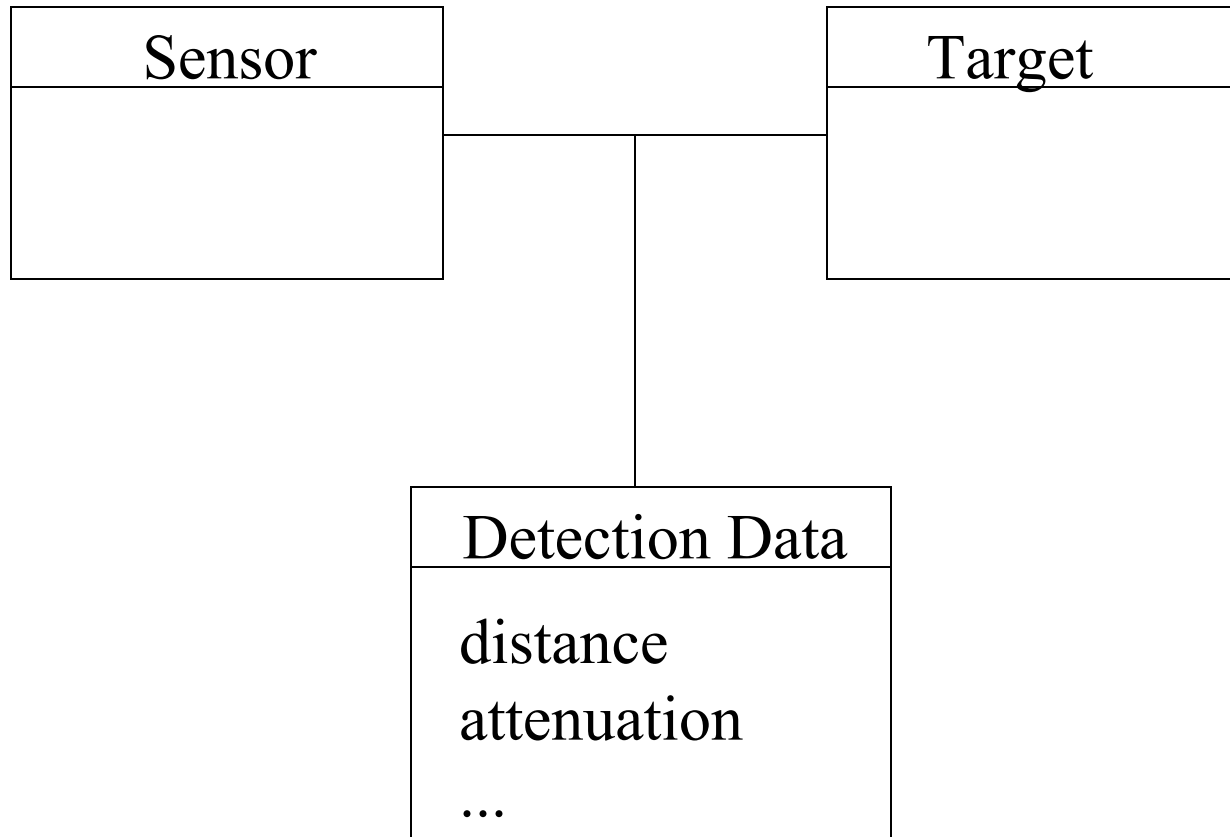 Sensor
Target
Detection Data
distance
attenuation
...